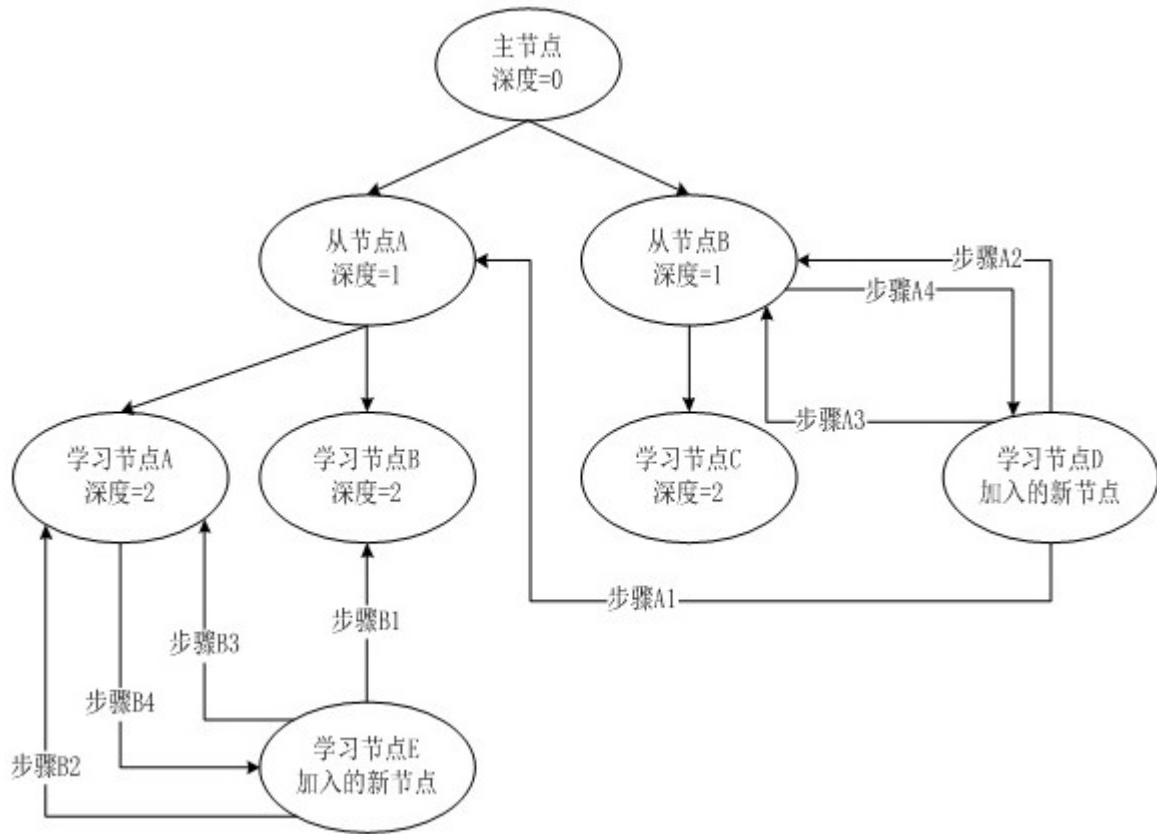 主节点
深度=0
从节点A
深度=1
从节点B
深度=1
步骤A2
步骤A4
步骤A3
学习节点A
深度=2
学习节点B
深度=2
学习节点C
深度=2
学习节点D
加入的新节点
步骤A1
步骤B1
步骤B3
步骤B4
步骤B2
学习节点E
加入的新节点